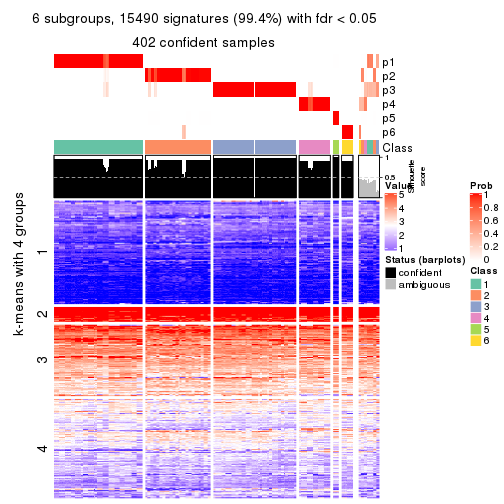 6 subgroups, 15490 signatures (99.4%) with fdr < 0.05
402 confident samples
p1
p2
p3
p4
p5
p6
Class
1
0.5
0
Silhouette
score
k-means with 4 groups
1
2
3
4
Value
5
4
3
2
1
Status (barplots)
confident
ambiguous
Prob
1
0.8
0.6
0.4
0.2
0
Class
1
2
3
4
5
6